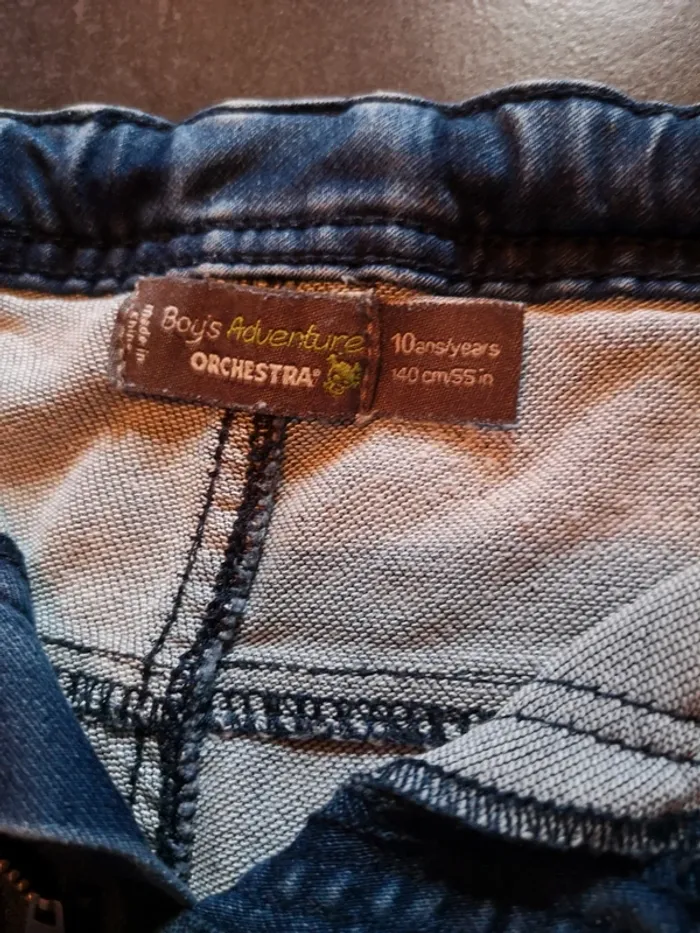 made in
China
Boy's Adventure
ORCHESTRA®
10ans/years
140 cm/55 in